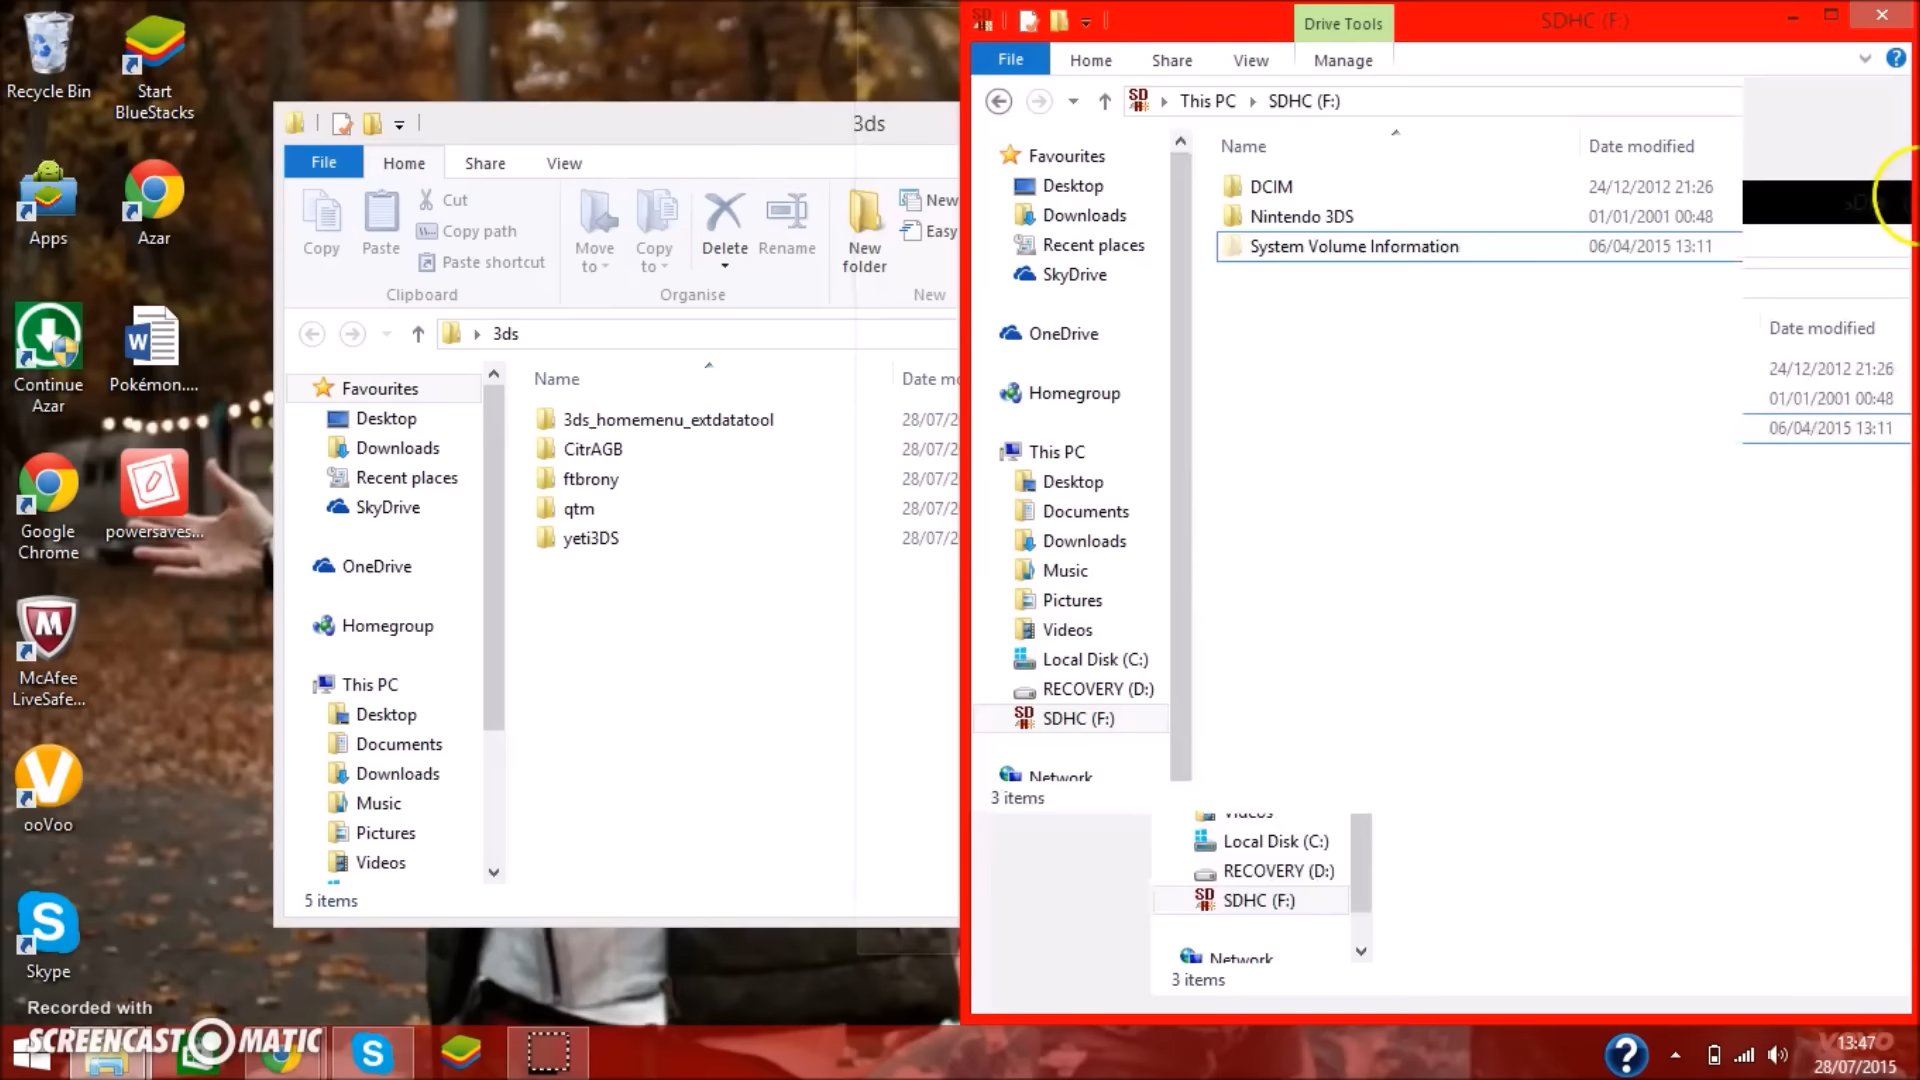 Recycle Bin
Start
BlueStacks
Apps
Azar
Continue
Azar
Pokémon....
Google
Chrome
powersaves...
McAfee
LiveSafe...
ooVoo
Skype
Recorded with
SCREENCAST MATIC
3ds
File
Home
Share
View
Copy
Paste
Cut
Copy path
Paste shortcut
Clipboard
Move
to
Copy
to
Delete
Rename
Organise
New
folder
New
Easy
New
3ds
Favourites
Desktop
Downloads
Recent places
SkyDrive
OneDrive
Homegroup
This PC
Desktop
Documents
Downloads
Music
Pictures
Videos
5 items
Name
Date mo
3ds_homemenu_extdatatool
28/07/2
CitrAGB
28/07/2
ftbrony
28/07/2
qtm
28/07/2
yeti3DS
28/07/2
Drive Tools
SDHC (F:)
File
Home
Share
View
Manage
This PC
SDHC (F:)
Favourites
Desktop
Downloads
Recent places
SkyDrive
OneDrive
Homegroup
This PC
Desktop
Documents
Downloads
Music
Pictures
Videos
Local Disk (C:)
RECOVERY (D:)
SDHC (F:)
Network
3 items
Name
Date modified
DCIM
24/12/2012 21:26
Nintendo 3DS
01/01/2001 00:48
System Volume Information
06/04/2015 13:11
Date modified
24/12/2012 21:26
01/01/2001 00:48
06/04/2015 13:11
Videos
Local Disk (C:)
RECOVERY (D:)
SDHC (F:)
Network
3 items
13:47
28/07/2015